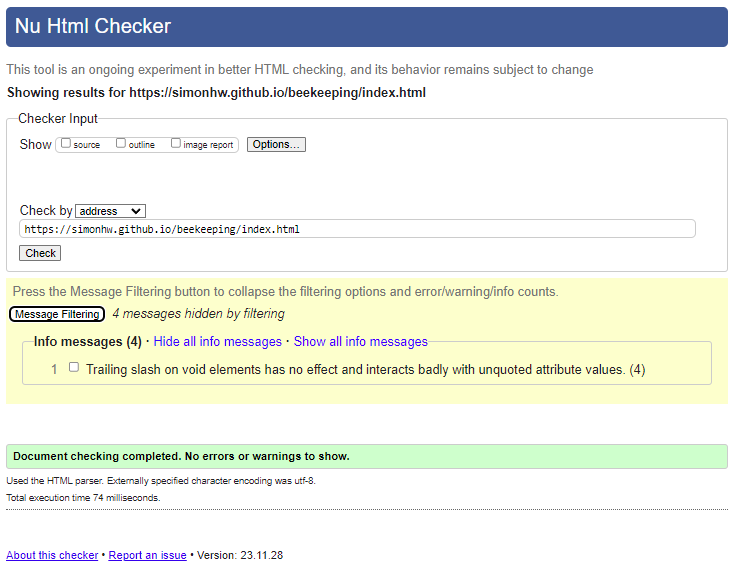 Nu Html Checker
This tool is an ongoing experiment in better HTML checking, and its behavior remains subject to change
Showing results for https://simonhw.github.io/beekeeping/index.html
Checker Input
Show source outline image report Options...
Check by address
https://simonhw.github.io/beekeeping/index.html
Check
Press the Message Filtering button to collapse the filtering options and error/warning/info counts.
Message Filtering 4 messages hidden by filtering
Info messages (4) · Hide all info messages · Show all info messages
1 Trailing slash on void elements has no effect and interacts badly with unquoted attribute values. (4)
Document checking completed. No errors or warnings to show.
Used the HTML parser. Externally specified character encoding was utf-8.
Total execution time 74 milliseconds.
About this checker • Report an issue • Version: 23.11.28